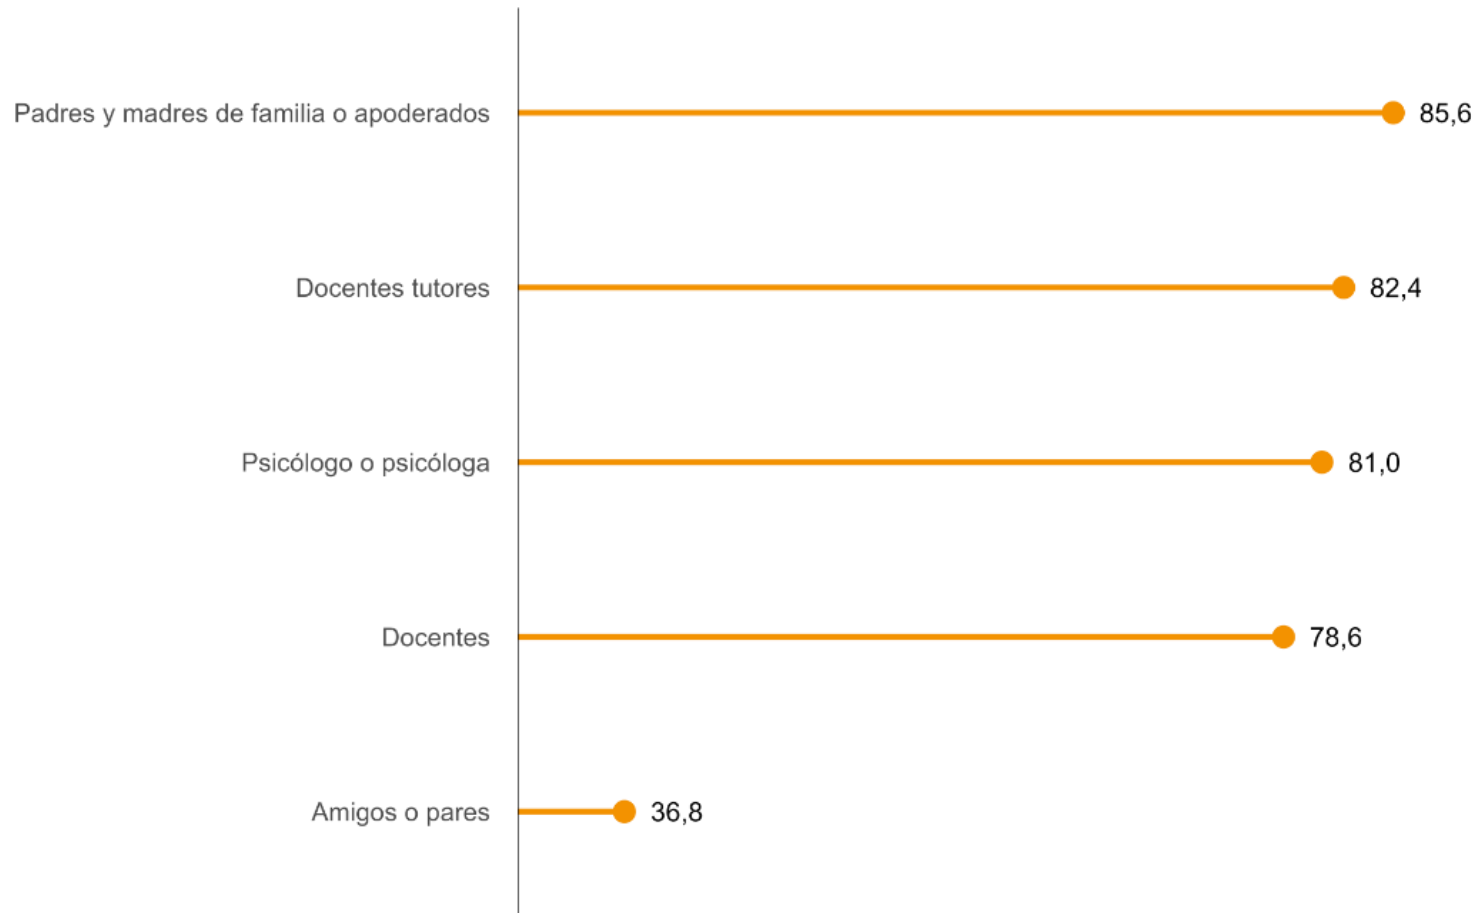 Padres y madres de familia o apoderados 85,6
Docentes tutores 82,4
Psicólogo o psicóloga 81,0
Docentes 78,6
Amigos o pares 36,8